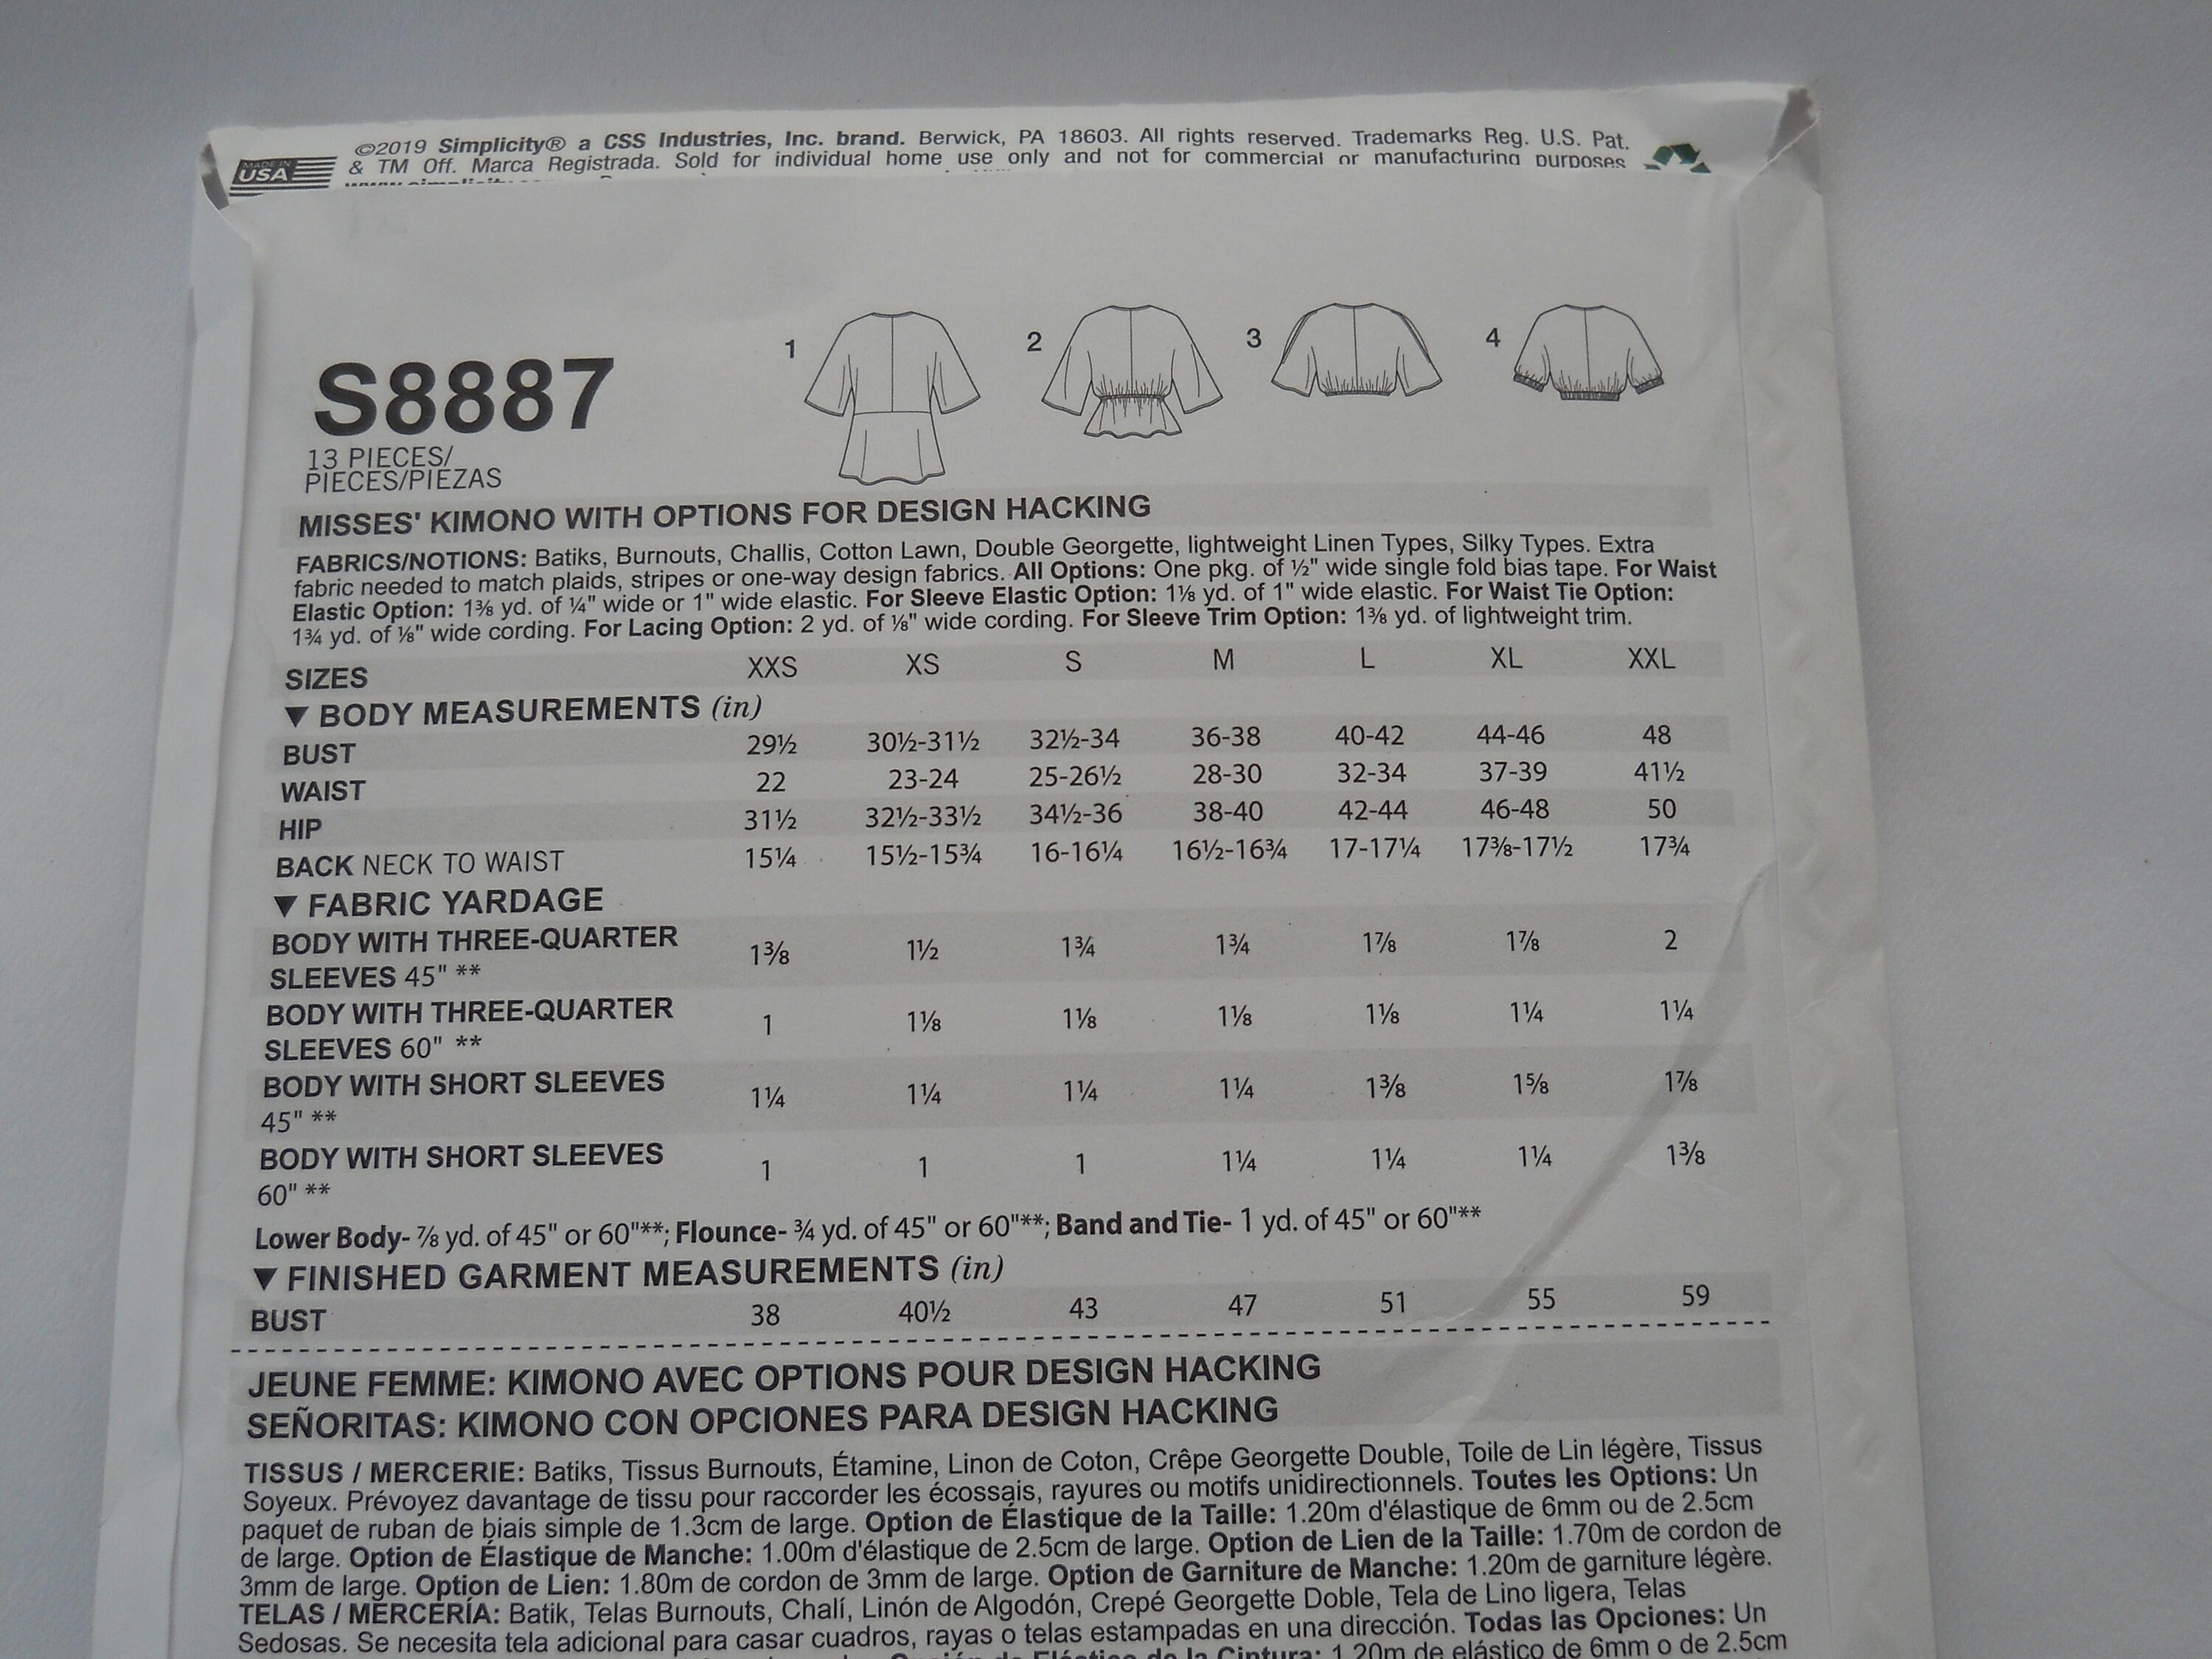 MADE IN
USA
©2019 Simplicity® a CSS Industries, Inc. brand. Berwick, PA 18603. All rights reserved. Trademarks Reg. U.S. Pat.
& TM Off. Marca Registrada. Sold for individual home use only and not for commercial or manufacturing purposes
1 2 3 4
S8887
13 PIECES/
PIECES/PIEZAS
MISSES' KIMONO WITH OPTIONS FOR DESIGN HACKING
FABRICS/NOTIONS: Batiks, Burnouts, Challis, Cotton Lawn, Double Georgette, lightweight Linen Types, Silky Types. Extra
fabric needed to match plaids, stripes or one-way design fabrics. All Options: One pkg. of ½" wide single fold bias tape. For Waist
Elastic Option: 1⅜ yd. of ¼" wide or 1" wide elastic. For Sleeve Elastic Option: 1⅛ yd. of 1" wide elastic. For Waist Tie Option:
1¾ yd. of ⅛" wide cording. For Lacing Option: 2 yd. of ⅛" wide cording. For Sleeve Trim Option: 1⅜ yd. of lightweight trim.
SIZES XXS XS S M L XL XXL
▼ BODY MEASUREMENTS (in)
BUST 29½ 30½-31½ 32½-34 36-38 40-42 44-46 48
WAIST 22 23-24 25-26½ 28-30 32-34 37-39 41½
HIP 31½ 32½-33½ 34½-36 38-40 42-44 46-48 50
BACK NECK TO WAIST 15¼ 15½-15¾ 16-16¼ 16½-16¾ 17-17¼ 17⅜-17½ 17¾
▼ FABRIC YARDAGE
BODY WITH THREE-QUARTER
SLEEVES 45" ** 1⅜ 1½ 1¾ 1¾ 1⅞ 1⅞ 2
BODY WITH THREE-QUARTER
SLEEVES 60" ** 1 1⅛ 1⅛ 1⅛ 1⅛ 1¼ 1¼
BODY WITH SHORT SLEEVES
45" ** 1¼ 1¼ 1¼ 1¼ 1⅜ 1⅝ 1⅞
BODY WITH SHORT SLEEVES
60" ** 1 1 1 1¼ 1¼ 1¼ 1⅜
Lower Body- ⅞ yd. of 45" or 60"**; Flounce- ¾ yd. of 45" or 60"**; Band and Tie- 1 yd. of 45" or 60"**
▼ FINISHED GARMENT MEASUREMENTS (in)
BUST 38 40½ 43 47 51 55 59
JEUNE FEMME: KIMONO AVEC OPTIONS POUR DESIGN HACKING
SEÑORITAS: KIMONO CON OPCIONES PARA DESIGN HACKING
TISSUS / MERCERIE: Batiks, Tissus Burnouts, Étamine, Linon de Coton, Crêpe Georgette Double, Toile de Lin légère, Tissus
Soyeux. Prévoyez davantage de tissu pour raccorder les écossais, rayures ou motifs unidirectionnels. Toutes les Options: Un
paquet de ruban de biais simple de 1.3cm de large. Option de Élastique de la Taille: 1.20m d'élastique de 6mm ou de 2.5cm
de large. Option de Élastique de Manche: 1.00m d'élastique de 2.5cm de large. Option de Lien de la Taille: 1.70m de cordon de
3mm de large. Option de Lien: 1.80m de cordon de 3mm de large. Option de Garniture de Manche: 1.20m de garniture légère.
TELAS / MERCERÍA: Batik, Telas Burnouts, Chalí, Linón de Algodón, Crepé Georgette Doble, Tela de Lino ligera, Telas
Sedosas. Se necesita tela adicional para casar cuadros, rayas o telas estampadas en una dirección. Todas las Opciones: Un
de Elástico de la Cintura: 1.20m de elástico de 6mm o de 2.5cm